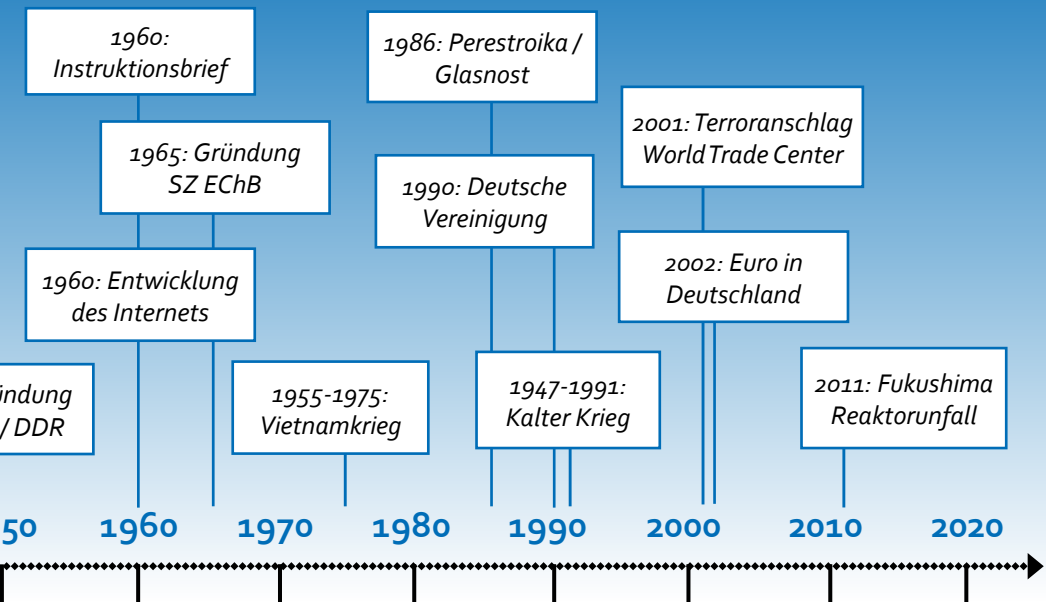 1960:
Instruktionsbrief
1986: Perestroika /
Glasnost
2001: Terroranschlag
World Trade Center
1965: Gründung
SZ EChB
1990: Deutsche
Vereinigung
1960: Entwicklung
des Internets
2002: Euro in
Deutschland
/ DDR
1955-1975:
Vietnamkrieg
1947-1991:
Kalter Krieg
2011: Fukushima
Reaktorunfall
50 1960 1970 1980 1990 2000 2010 2020